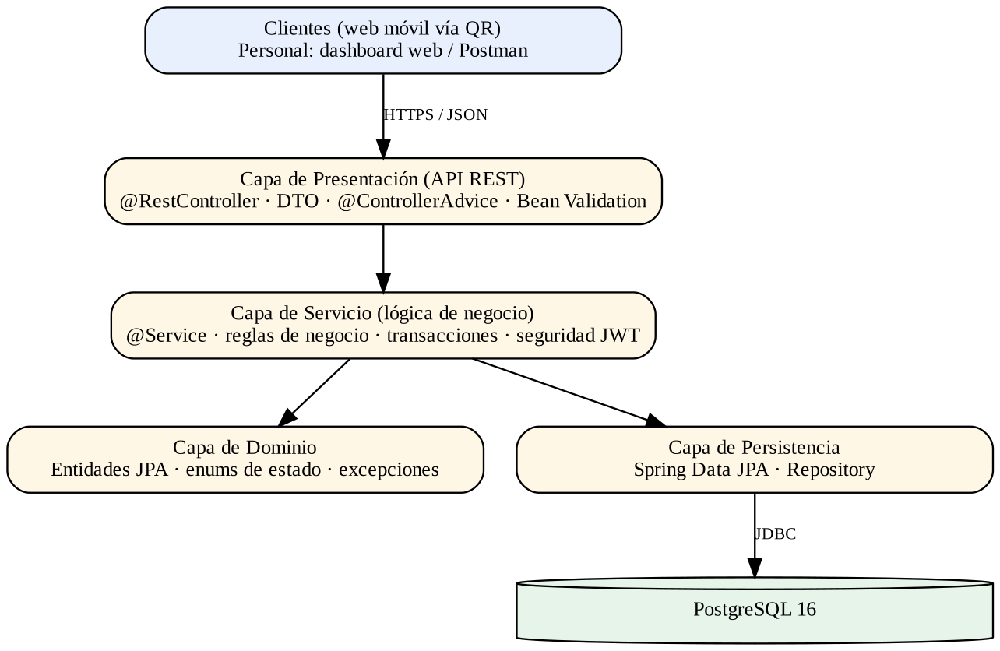 Clientes (web móvil vía QR)
Personal: dashboard web / Postman
HTTPS / JSON
Capa de Presentación (API REST)
@RestController · DTO · @ControllerAdvice · Bean Validation
Capa de Servicio (lógica de negocio)
@Service · reglas de negocio · transacciones · seguridad JWT
Capa de Dominio
Entidades JPA · enums de estado · excepciones
Capa de Persistencia
Spring Data JPA · Repository
JDBC
PostgreSQL 16